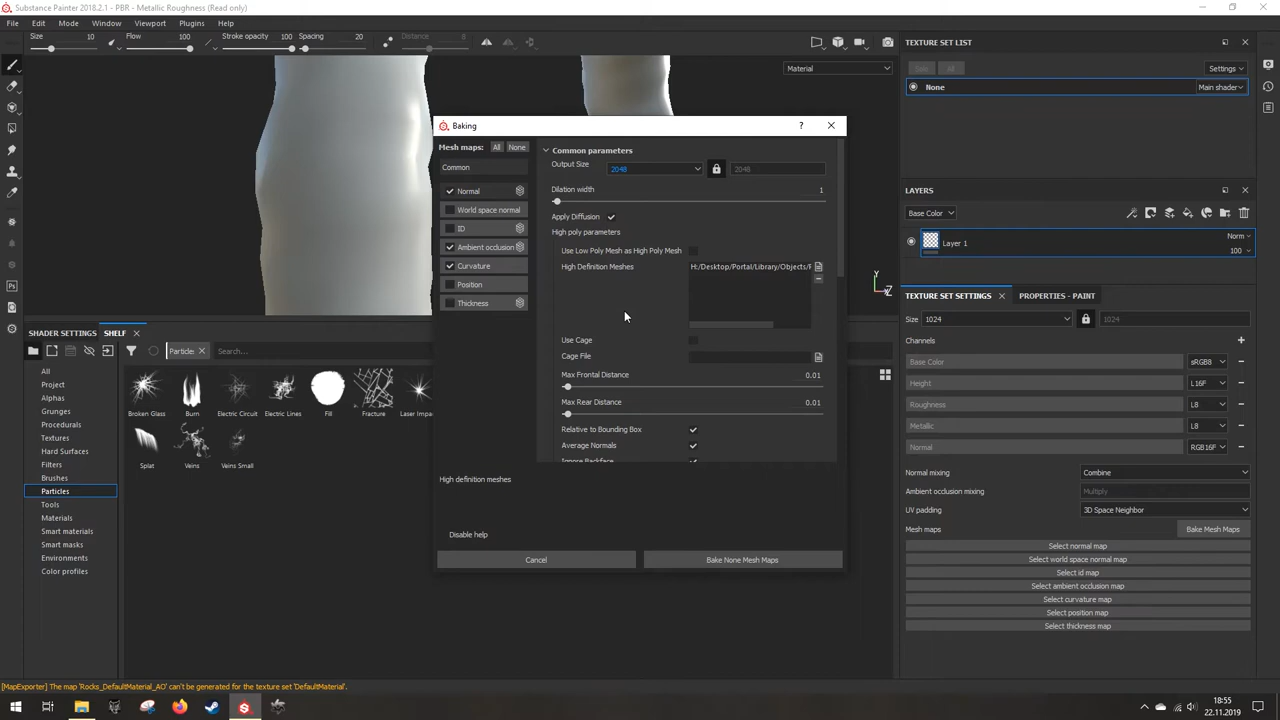 Substance Painter 2018.2.1 - PBR - Metallic Roughness (Read only)
File Edit Mode Window Viewport Plugins Help
Size 10 Flow 100 Stroke opacity 100 Spacing 20 Distance 8
Material
TEXTURE SET LIST
Solo All Settings
None Main shader
LAYERS
Base Color
Layer 1 Norm
100
TEXTURE SET SETTINGS PROPERTIES - PAINT
Size 1024 1024
Channels
Base Color sRGB8
Height L16F
Roughness L8
Metallic L8
Normal RGB16F
Normal mixing Combine
Ambient occlusion mixing Multiply
UV padding 3D Space Neighbor
Mesh maps Bake Mesh Maps
Select normal map
Select world space normal map
Select id map
Select ambient occlusion map
Select curvature map
Select position map
Select thickness map
Baking
?
Mesh maps: All None
Common
Normal
World space normal
ID
Ambient occlusion
Curvature
Position
Thickness
Common parameters
Output Size 2048 2048
Dilation width 1
Apply Diffusion
High poly parameters
Use Low Poly Mesh as High Poly Mesh
High Definition Meshes H:/Desktop/Portal/Library/Objects/
Use Cage
Cage File
Max Frontal Distance 0.01
Max Rear Distance 0.01
Relative to Bounding Box
Average Normals
Ignore Backface
High definition meshes
Disable help
Cancel Bake None Mesh Maps
Y
Z
SHADER SETTINGS SHELF
Particle: Search...
All
Project
Alphas
Grunges
Procedurals
Textures
Hard Surfaces
Filters
Brushes
Particles
Tools
Materials
Smart materials
Smart masks
Environments
Color profiles
Broken Glass Burn Electric Circuit Electric Lines Fill Fracture Laser Impa
Splat Veins Veins Small
[MapExporter] The map 'Rocks_DefaultMaterial_AO' can't be generated for the texture set 'DefaultMaterial'.
18:55
22.11.2019